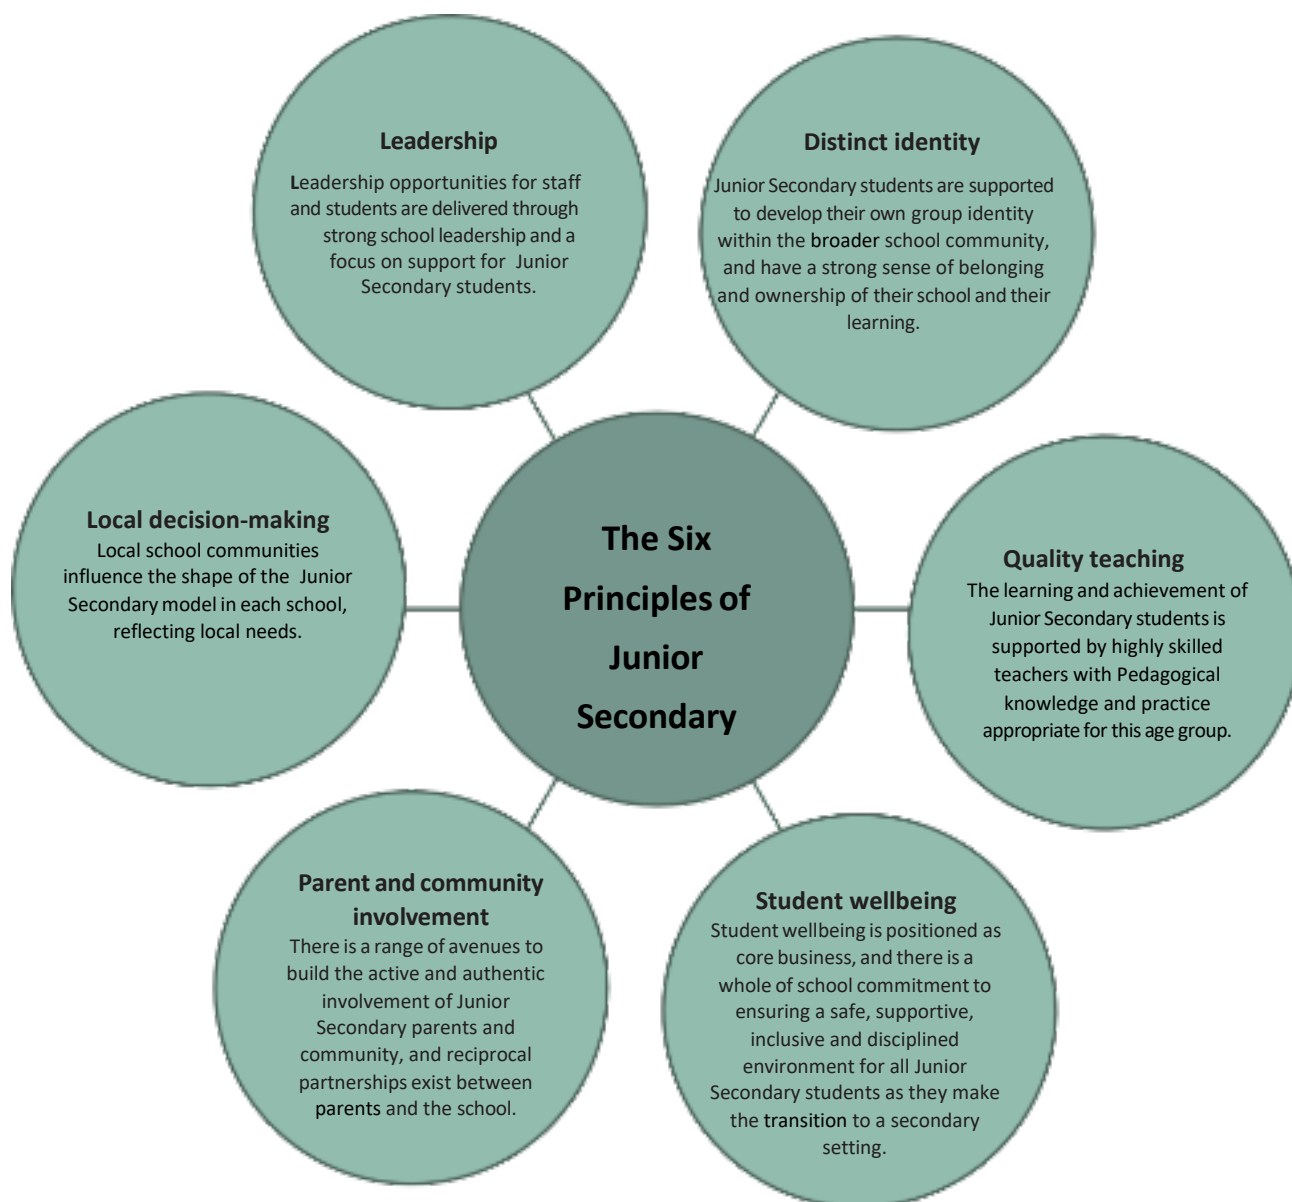 Leadership
Leadership opportunities for staff
and students are delivered through
strong school leadership and a
focus on support for Junior
Secondary students.
Distinct identity
Junior Secondary students are supported
to develop their own group identity
within the broader school community,
and have a strong sense of belonging
and ownership of their school and their
learning.
Local decision-making
Local school communities
influence the shape of the Junior
Secondary model in each school,
reflecting local needs.
The Six
Principles of
Junior
Secondary
Quality teaching
The learning and achievement of
Junior Secondary students is
supported by highly skilled
teachers with Pedagogical
knowledge and practice
appropriate for this age group.
Parent and community
involvement
There is a range of avenues to
build the active and authentic
involvement of Junior
Secondary parents and
community, and reciprocal
partnerships exist between
parents and the school.
Student wellbeing
Student wellbeing is positioned as
core business, and there is a
whole of school commitment to
ensuring a safe, supportive,
inclusive and disciplined
environment for all Junior
Secondary students as they make
the transition to a secondary
setting.